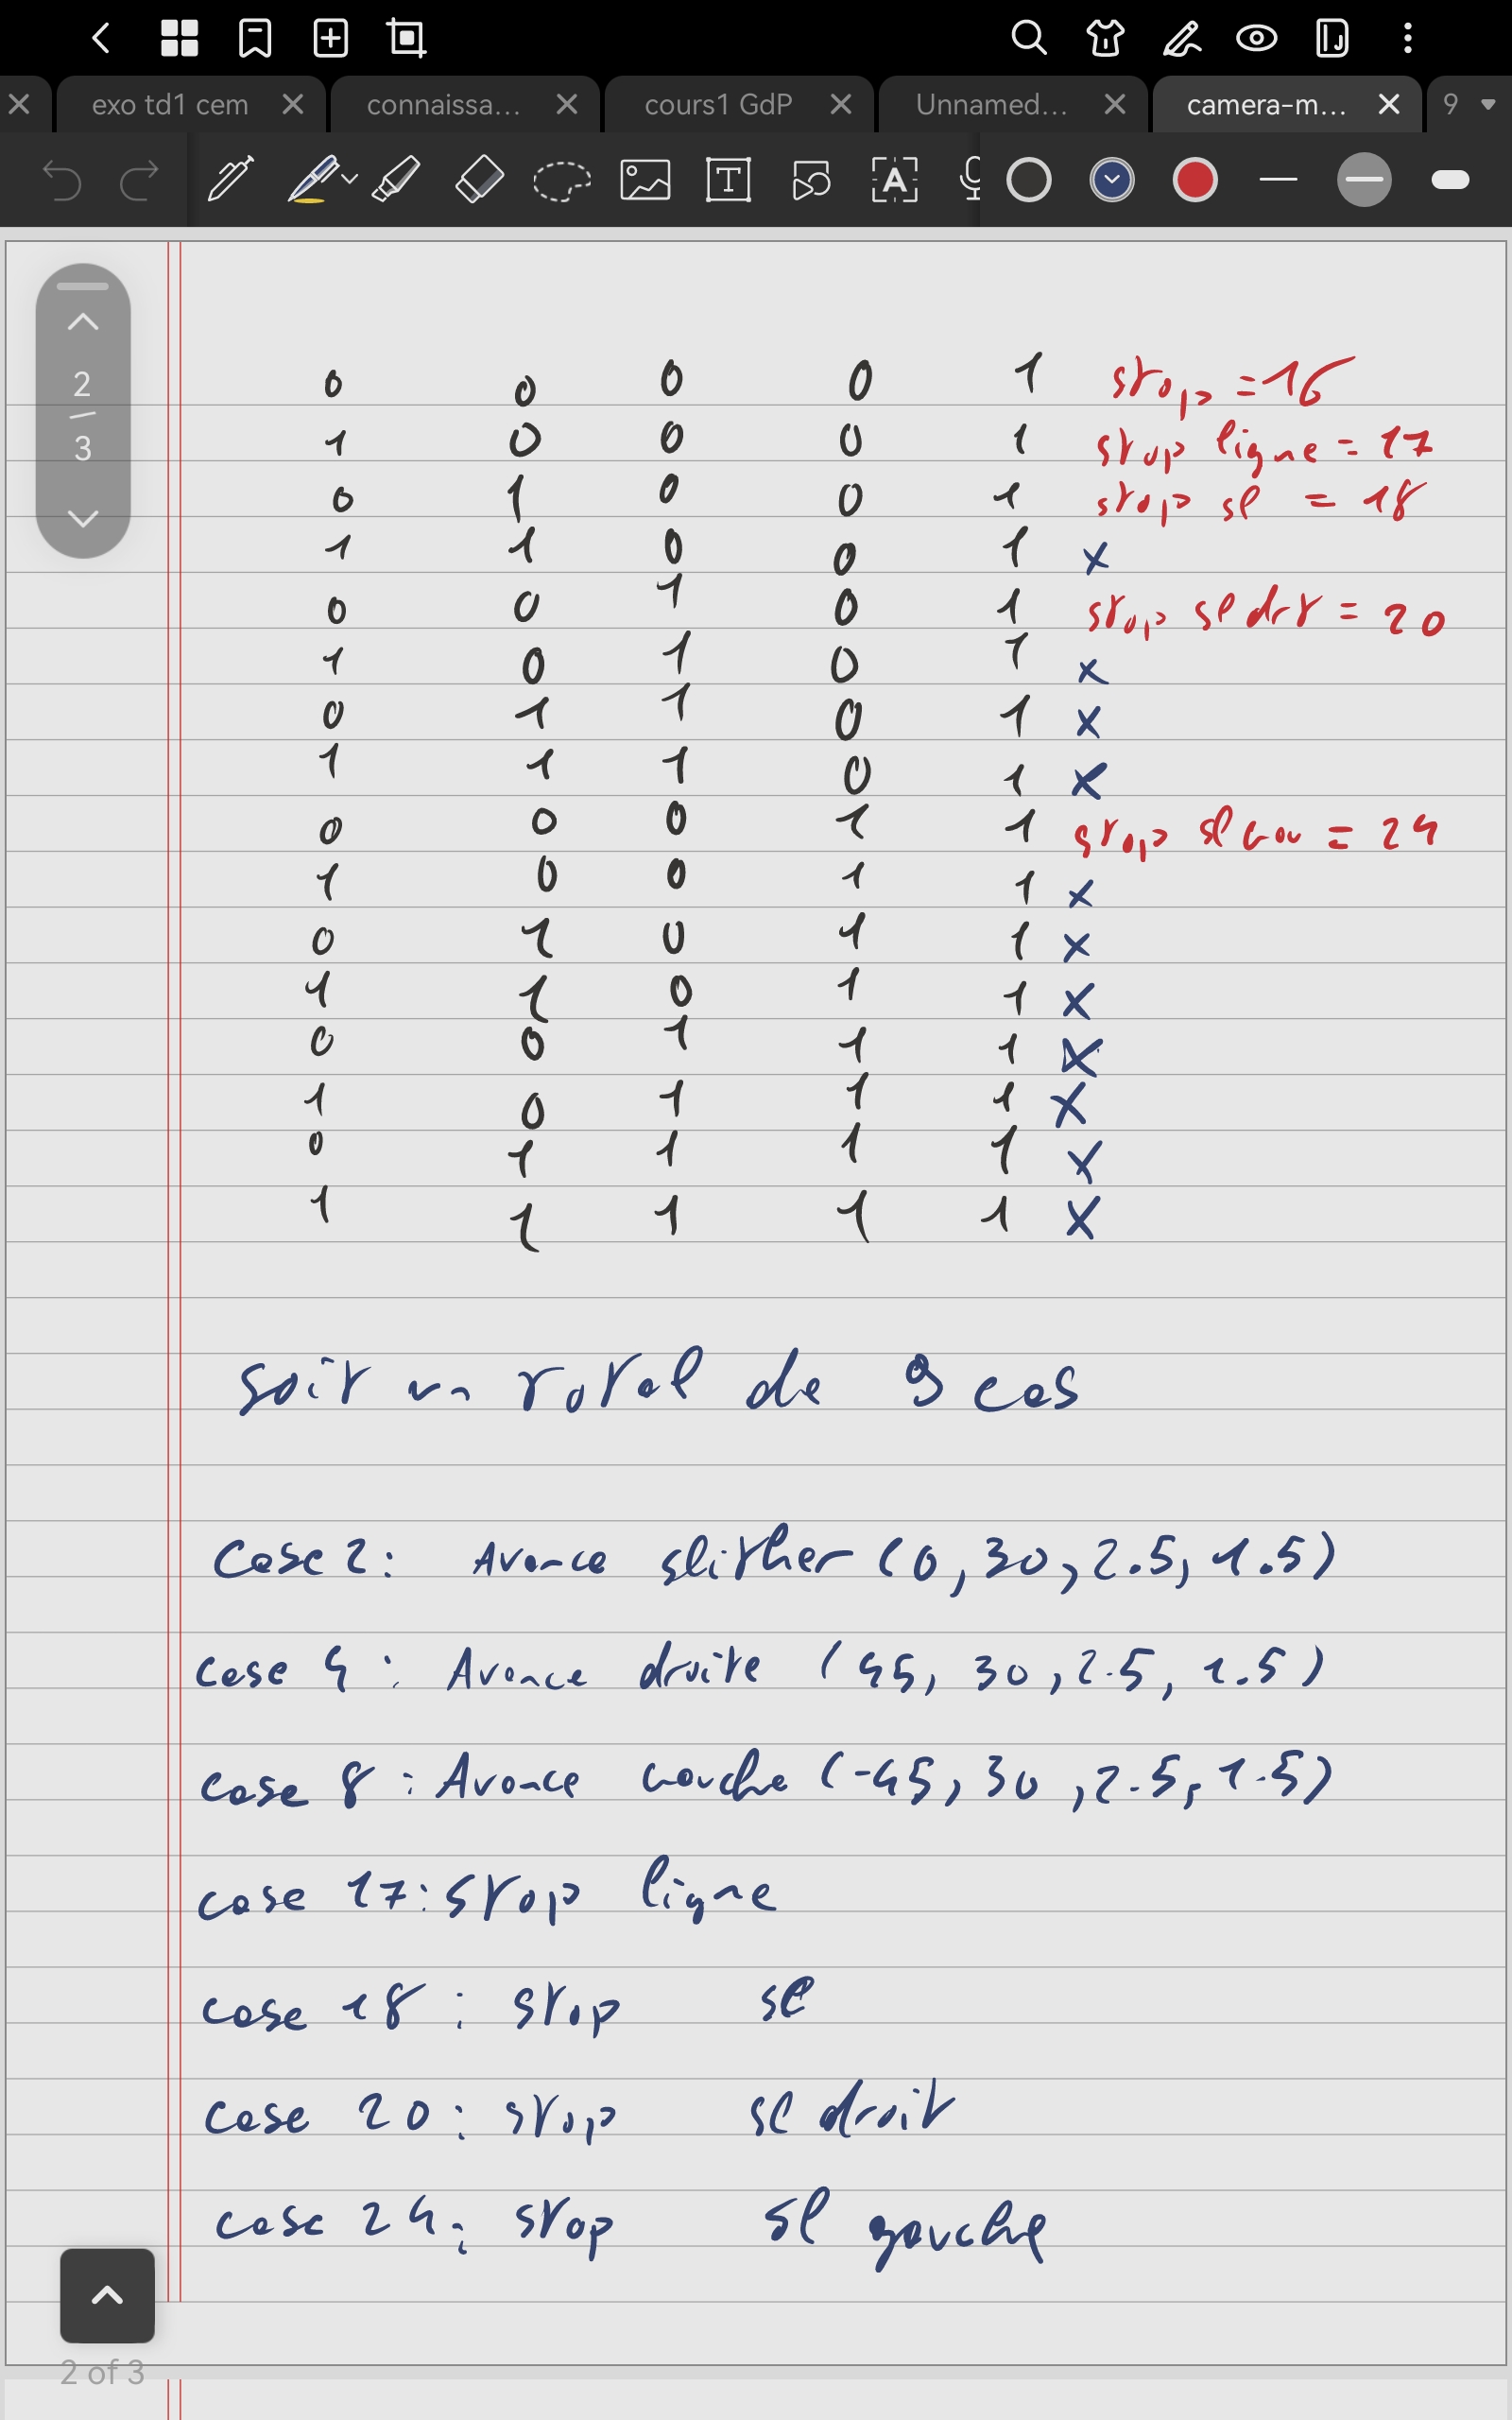 exo td1 cem connaissa... cours1 GdP Unnamed... camera-m... 9
2
3
0 0 0 0 1 stop = 16
1 0 0 0 1 stop ligne = 17
0 1 0 0 1 stop sl = 18
1 1 0 0 1 x
0 0 1 0 1 stop sl drt = 20
1 0 1 0 1 x
0 1 1 0 1 x
1 1 1 0 1 x
0 0 0 1 1 stop sl gau = 24
1 0 0 1 1 x
0 1 0 1 1 x
1 1 0 1 1 x
0 0 1 1 1 x
1 0 1 1 1 x
0 1 1 1 1 x
1 1 1 1 1 x
soit un total de 9 cas
case 2 : Avance slither (0, 30, 2.5, 1.5)
case 4 : Avance droite (45, 30, 2.5, 1.5)
case 8 : Avance gauche (-45, 30, 2.5, 1.5)
case 17 : stop ligne
case 18 : stop sl
case 20 : stop sl droit
case 24 : stop sl gauche
2 of 3